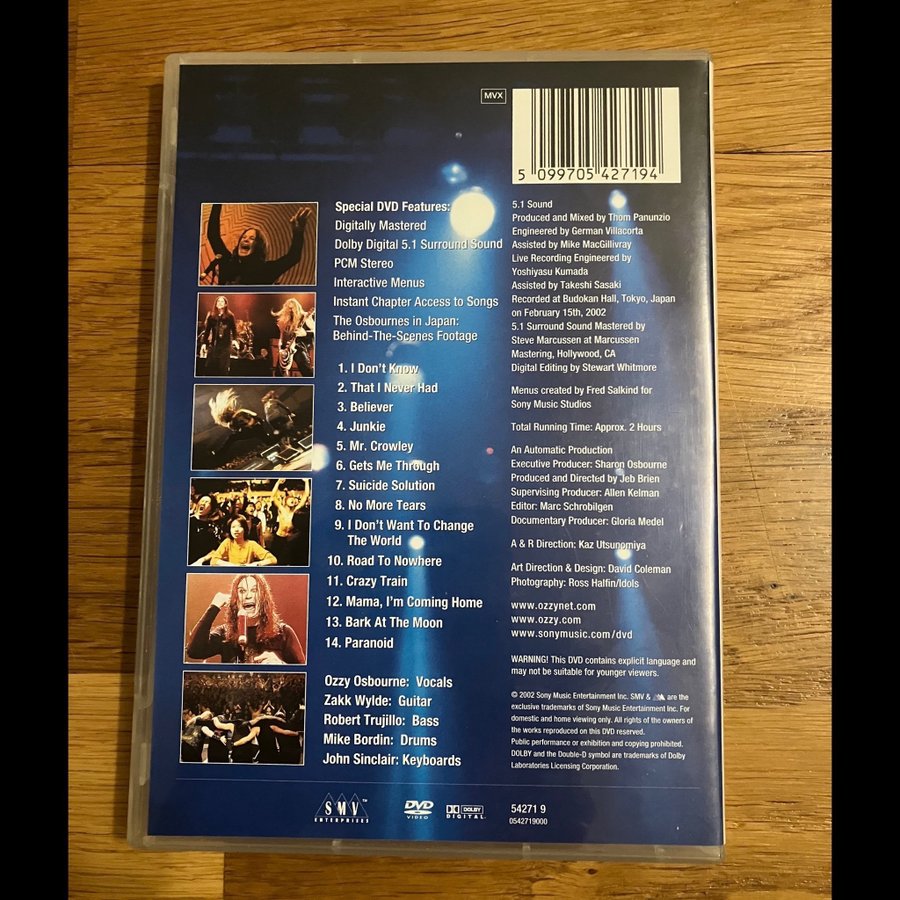 MVX
5 099705 427194
Special DVD Features:
Digitally Mastered
Dolby Digital 5.1 Surround Sound
PCM Stereo
Interactive Menus
Instant Chapter Access to Songs
The Osbournes in Japan:
Behind-The-Scenes Footage
1. I Don't Know
2. That I Never Had
3. Believer
4. Junkie
5. Mr. Crowley
6. Gets Me Through
7. Suicide Solution
8. No More Tears
9. I Don't Want To Change
The World
10. Road To Nowhere
11. Crazy Train
12. Mama, I'm Coming Home
13. Bark At The Moon
14. Paranoid
Ozzy Osbourne: Vocals
Zakk Wylde: Guitar
Robert Trujillo: Bass
Mike Bordin: Drums
John Sinclair: Keyboards
5.1 Sound
Produced and Mixed by Thom Panunzio
Engineered by German Villacorta
Assisted by Mike MacGillivray
Live Recording Engineered by
Yoshiyasu Kumada
Assisted by Takeshi Sasaki
Recorded at Budokan Hall, Tokyo, Japan
on February 15th, 2002
5.1 Surround Sound Mastered by
Steve Marcussen at Marcussen
Mastering, Hollywood, CA
Digital Editing by Stewart Whitmore
Menus created by Fred Salkind for
Sony Music Studios
Total Running Time: Approx. 2 Hours
An Automatic Production
Executive Producer: Sharon Osbourne
Produced and Directed by Jeb Brien
Supervising Producer: Allen Kelman
Editor: Marc Schrobilgen
Documentary Producer: Gloria Medel
A & R Direction: Kaz Utsunomiya
Art Direction & Design: David Coleman
Photography: Ross Halfin/Idols
www.ozzynet.com
www.ozzy.com
www.sonymusic.com/dvd
WARNING! This DVD contains explicit language and
may not be suitable for younger viewers.
© 2002 Sony Music Entertainment Inc. SMV & are the
exclusive trademarks of Sony Music Entertainment Inc. For
domestic and home viewing only. All rights of the owners of
the works reproduced on this DVD reserved.
Public performance or exhibition and copying prohibited.
DOLBY and the Double-D symbol are trademarks of Dolby
Laboratories Licensing Corporation.
SMV™
ENTERPRISES
DVD
VIDEO
DOLBY
DIGITAL
54271 9
0542719000